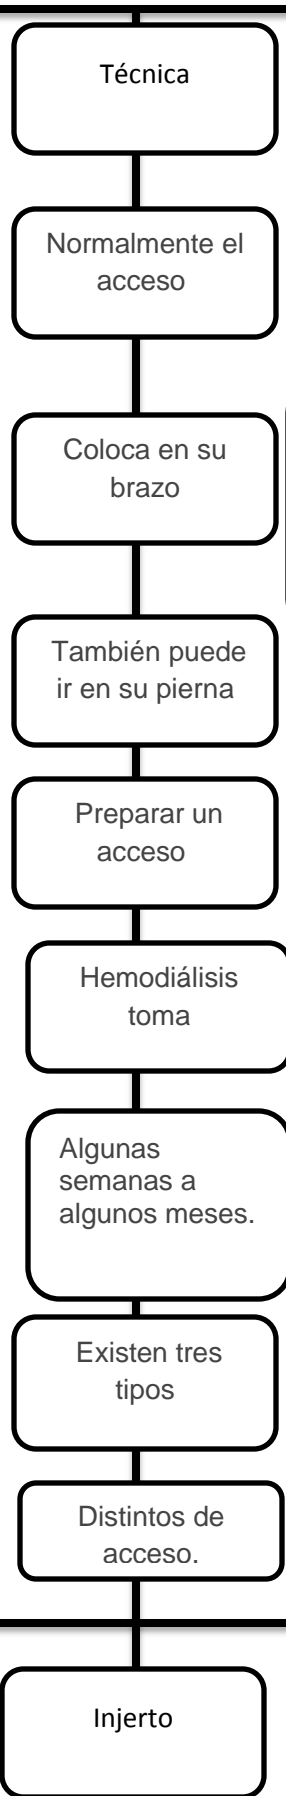 Técnica
Normalmente el
acceso
Coloca en su
brazo
También puede
ir en su pierna
Preparar un
acceso
Hemodiálisis
toma
Algunas
semanas a
algunos meses.
Existen tres
tipos
Distintos de
acceso.
Injerto